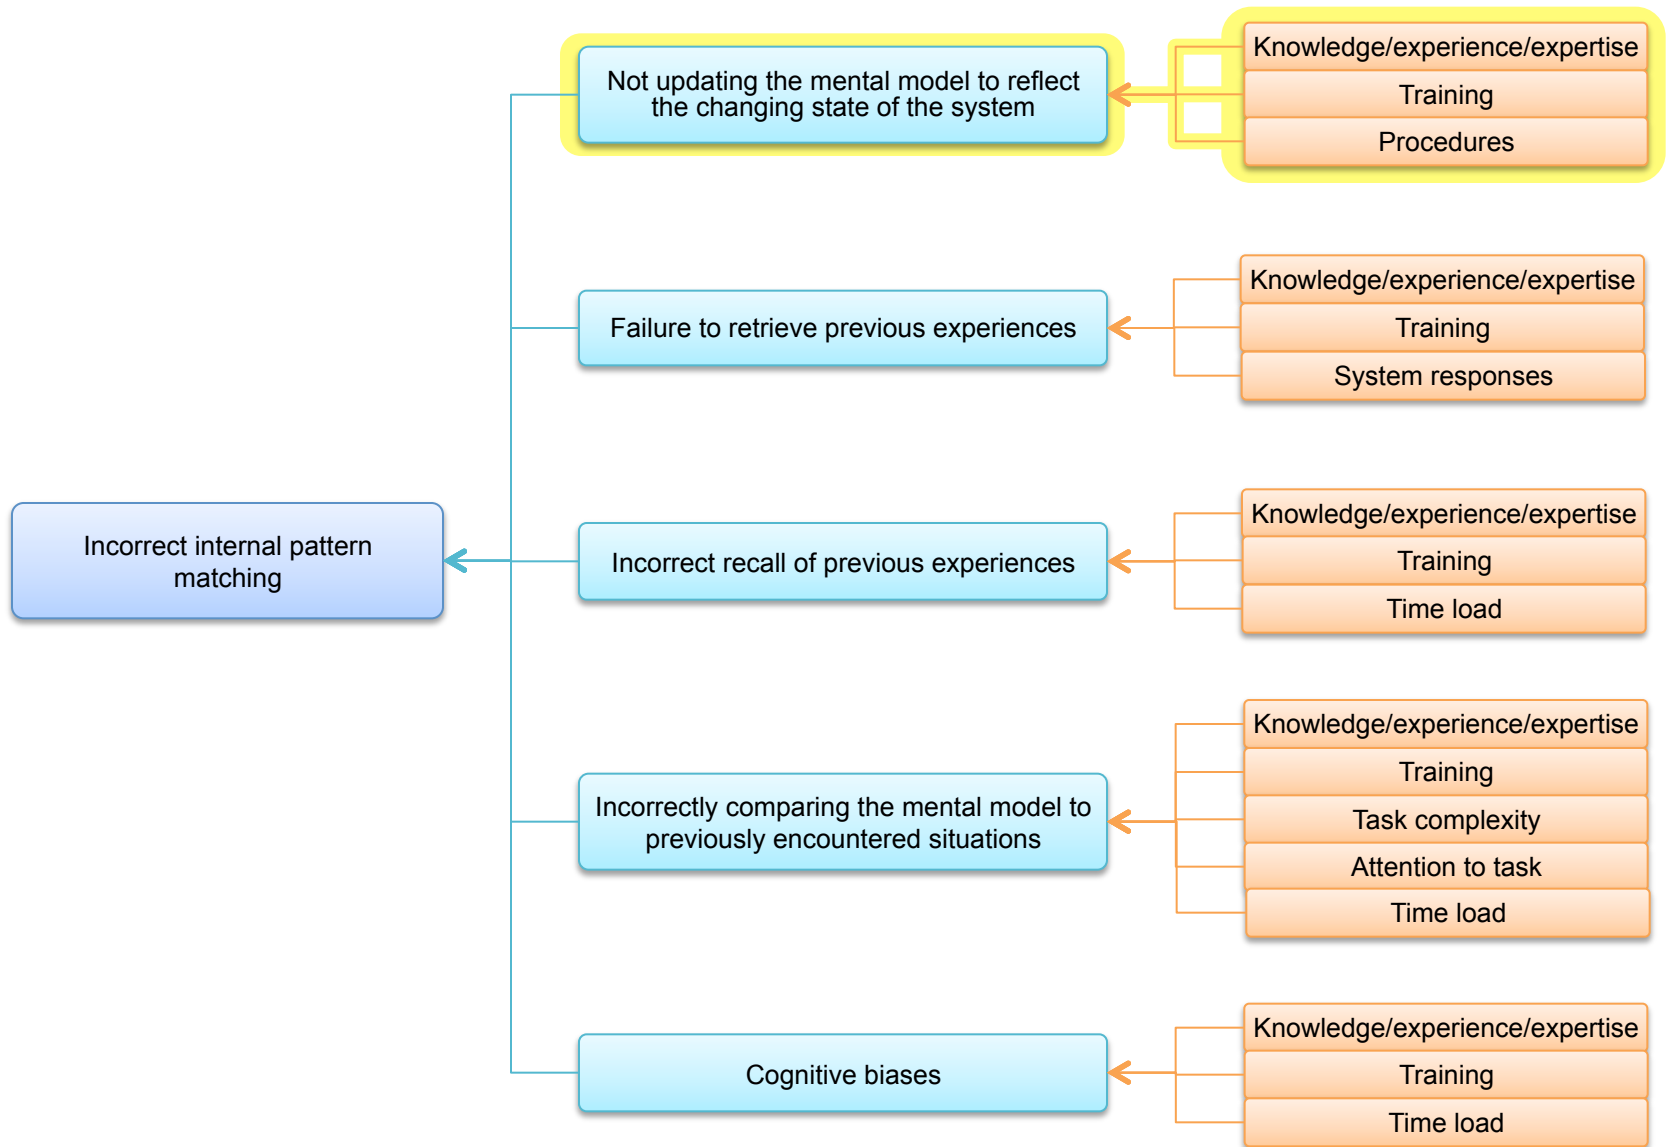 Not updating the mental model to reflect
the changing state of the system
Knowledge/experience/expertise
Training
Procedures
Failure to retrieve previous experiences
Knowledge/experience/expertise
Training
System responses
Incorrect internal pattern
matching
Incorrect recall of previous experiences
Knowledge/experience/expertise
Training
Time load
Incorrectly comparing the mental model to
previously encountered situations
Knowledge/experience/expertise
Training
Task complexity
Attention to task
Time load
Cognitive biases
Knowledge/experience/expertise
Training
Time load